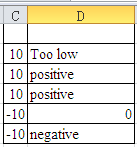 C D
10 Too low
10 positive
10 positive
-10 0
-10 negative